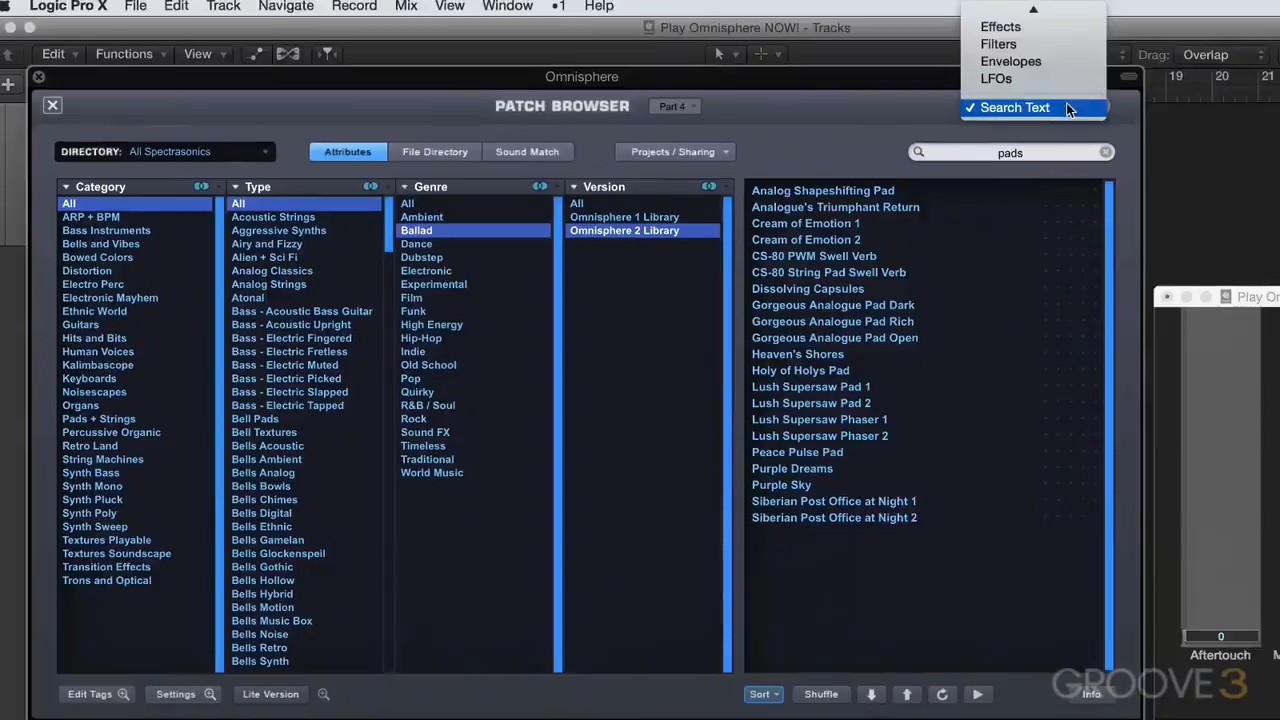 Logic Pro X File Edit Track Navigate Record Mix View Window •1 Help
Play Omnisphere NOW! - Tracks
Effects
Filters
Envelopes
LFOs
✓ Search Text
Edit Functions View Drag: Overlap
19 20 21
Omnisphere
PATCH BROWSER Part 4
DIRECTORY: All Spectrasonics Attributes File Directory Sound Match Projects / Sharing pads
Category
All
ARP + BPM
Bass Instruments
Bells and Vibes
Bowed Colors
Distortion
Electro Perc
Electronic Mayhem
Ethnic World
Guitars
Hits and Bits
Human Voices
Kalimbascope
Keyboards
Noisescapes
Organs
Pads + Strings
Percussive Organic
Retro Land
String Machines
Synth Bass
Synth Mono
Synth Pluck
Synth Poly
Synth Sweep
Textures Playable
Textures Soundscape
Transition Effects
Trons and Optical
Type
All
Acoustic Strings
Aggressive Synths
Airy and Fizzy
Alien + Sci Fi
Analog Classics
Analog Strings
Atonal
Bass - Acoustic Bass Guitar
Bass - Acoustic Upright
Bass - Electric Fingered
Bass - Electric Fretless
Bass - Electric Muted
Bass - Electric Picked
Bass - Electric Slapped
Bass - Electric Tapped
Bell Pads
Bell Textures
Bells Acoustic
Bells Ambient
Bells Analog
Bells Bowls
Bells Chimes
Bells Digital
Bells Ethnic
Bells Gamelan
Bells Glockenspeil
Bells Gothic
Bells Hollow
Bells Hybrid
Bells Motion
Bells Music Box
Bells Noise
Bells Retro
Bells Synth
Genre
All
Ambient
Ballad
Dance
Dubstep
Electronic
Experimental
Film
Funk
High Energy
Hip-Hop
Indie
Old School
Pop
Quirky
R&B / Soul
Rock
Sound FX
Timeless
Traditional
World Music
Version
All
Omnisphere 1 Library
Omnisphere 2 Library
Analog Shapeshifting Pad
Analogue's Triumphant Return
Cream of Emotion 1
Cream of Emotion 2
CS-80 PWM Swell Verb
CS-80 String Pad Swell Verb
Dissolving Capsules
Gorgeous Analogue Pad Dark
Gorgeous Analogue Pad Rich
Gorgeous Analogue Pad Open
Heaven's Shores
Holy of Holys Pad
Lush Supersaw Pad 1
Lush Supersaw Pad 2
Lush Supersaw Phaser 1
Lush Supersaw Phaser 2
Peace Pulse Pad
Purple Dreams
Purple Sky
Siberian Post Office at Night 1
Siberian Post Office at Night 2
Edit Tags Settings Lite Version Sort Shuffle Info
Play On
0
Aftertouch
GROOVE 3